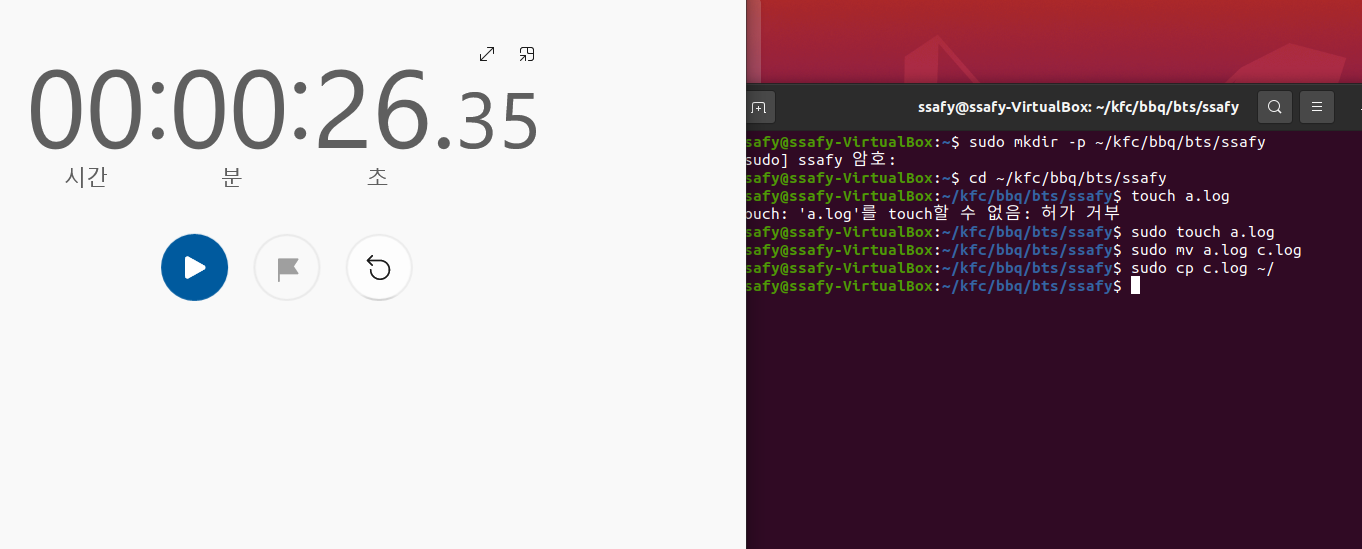 00:00:26.35
시간 분 초
ssafy@ssafy-VirtualBox: ~/kfc/bbq/bts/ssafy
safy@ssafy-VirtualBox:~$ sudo mkdir -p ~/kfc/bbq/bts/ssafy
sudo] ssafy 암호:
safy@ssafy-VirtualBox:~$ cd ~/kfc/bbq/bts/ssafy
safy@ssafy-VirtualBox:~/kfc/bbq/bts/ssafy$ touch a.log
ouch: 'a.log'를 touch할 수 없음: 허가 거부
safy@ssafy-VirtualBox:~/kfc/bbq/bts/ssafy$ sudo touch a.log
safy@ssafy-VirtualBox:~/kfc/bbq/bts/ssafy$ sudo mv a.log c.log
safy@ssafy-VirtualBox:~/kfc/bbq/bts/ssafy$ sudo cp c.log ~/
safy@ssafy-VirtualBox:~/kfc/bbq/bts/ssafy$